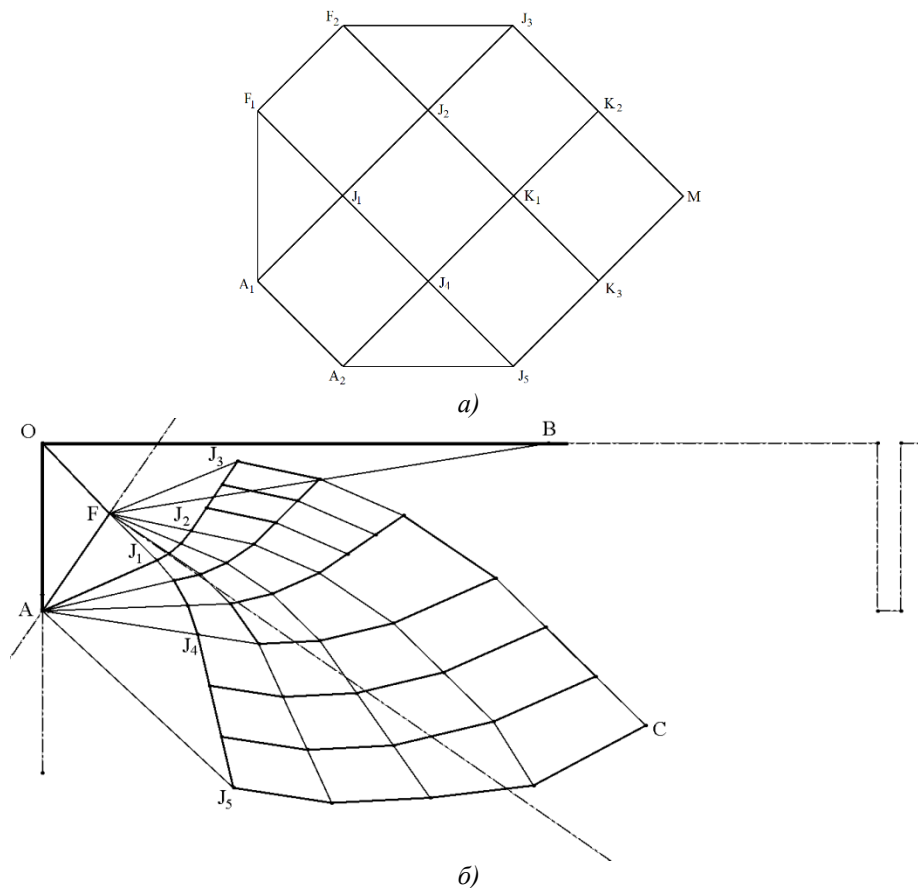 F₂ J₃
F₁ J₂ K₂
J₁ K₁ M
A₁ J₄ K₃
A₂ J₅
а)
O B
J₃
F J₂
J₁
A
J₄
C
J₅
б)